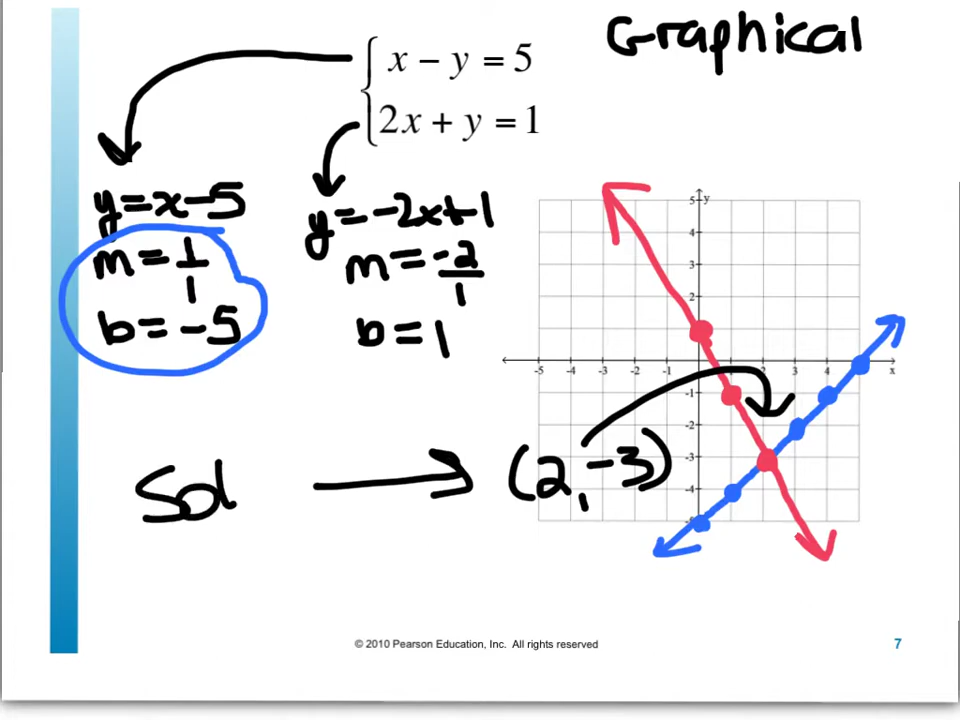 Graphical
x − y = 5
2x + y = 1
y = x − 5
m = 1/1
b = −5
y = −2x + 1
m = −2/1
b = 1
5 y
4
3
2
-5 -4 -3 -2 -1 1 2 3 4 x
-1
-2
-3
-4
Sol → (2, −3)
© 2010 Pearson Education, Inc. All rights reserved
7